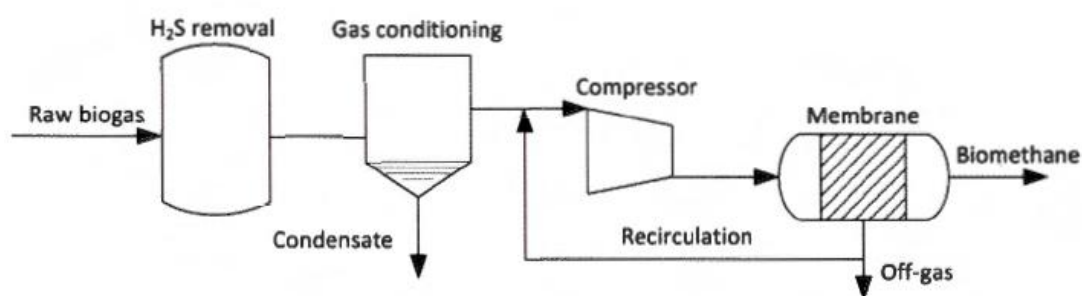 H₂S removal
Gas conditioning
Raw biogas
Compressor
Membrane
Biomethane
Condensate
Recirculation
Off-gas